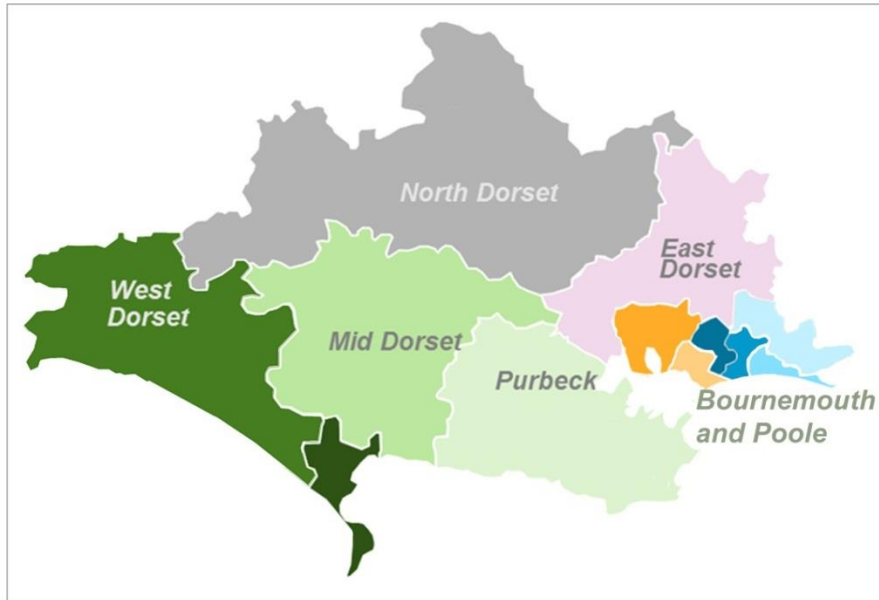 North Dorset
East
Dorset
West
Dorset
Mid Dorset
Purbeck
Bournemouth
and Poole